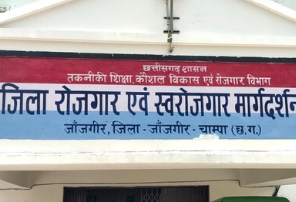 छत्तीसगढ़ शासन
तकनीकी शिक्षा, कौशल विकास एवं रोजगार विभाग
जिला रोजगार एवं स्वरोजगार मार्गदर्शन
जाँजगीर, जिला - जाँजगीर - चाम्पा (छ.ग.)